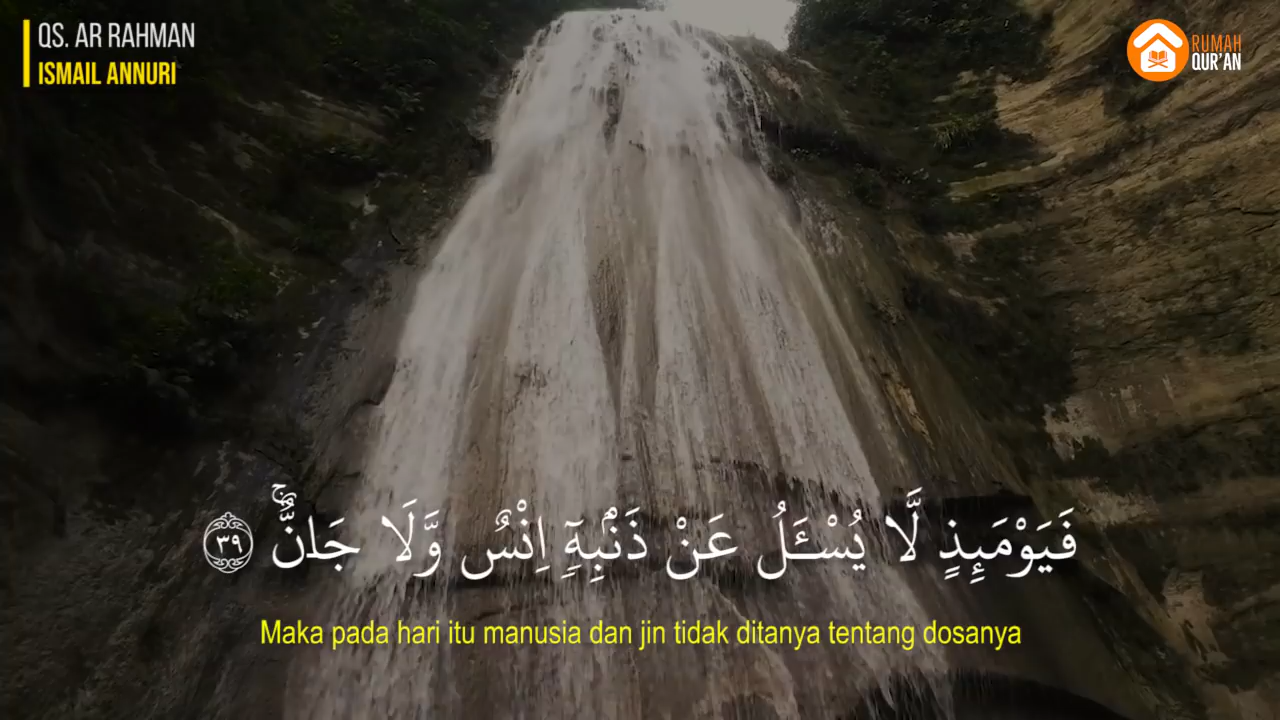 QS. AR RAHMAN
ISMAIL ANNURI
RUMAH
QUR'AN
فَيَوْمَىِٕذٍ لَّا يُسْـَٔلُ عَنْ ذَنْۢبِهٖٓ اِنْسٌ وَّلَا جَاۤنٌّۚ ٣٩
Maka pada hari itu manusia dan jin tidak ditanya tentang dosanya